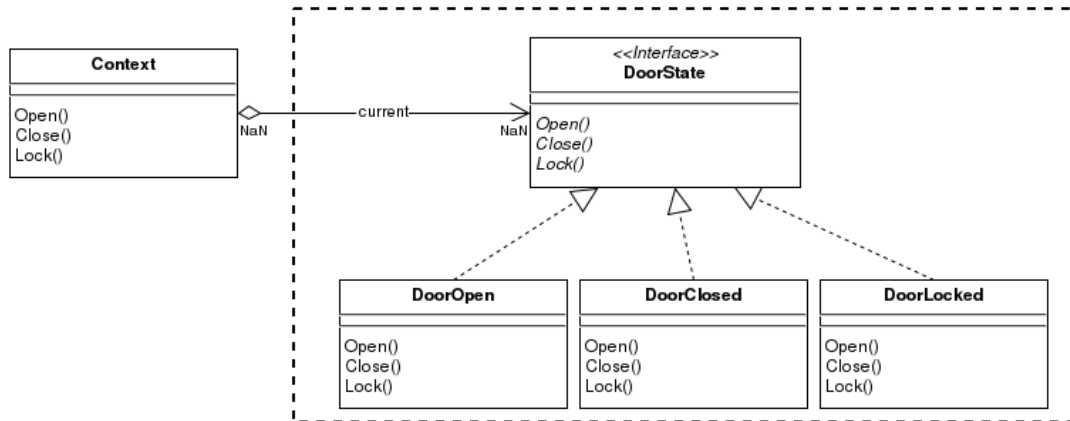 Context
Open()
Close()
Lock()
current
NaN
NaN
<<Interface>>
DoorState
Open()
Close()
Lock()
DoorOpen
Open()
Close()
Lock()
DoorClosed
Open()
Close()
Lock()
DoorLocked
Open()
Close()
Lock()